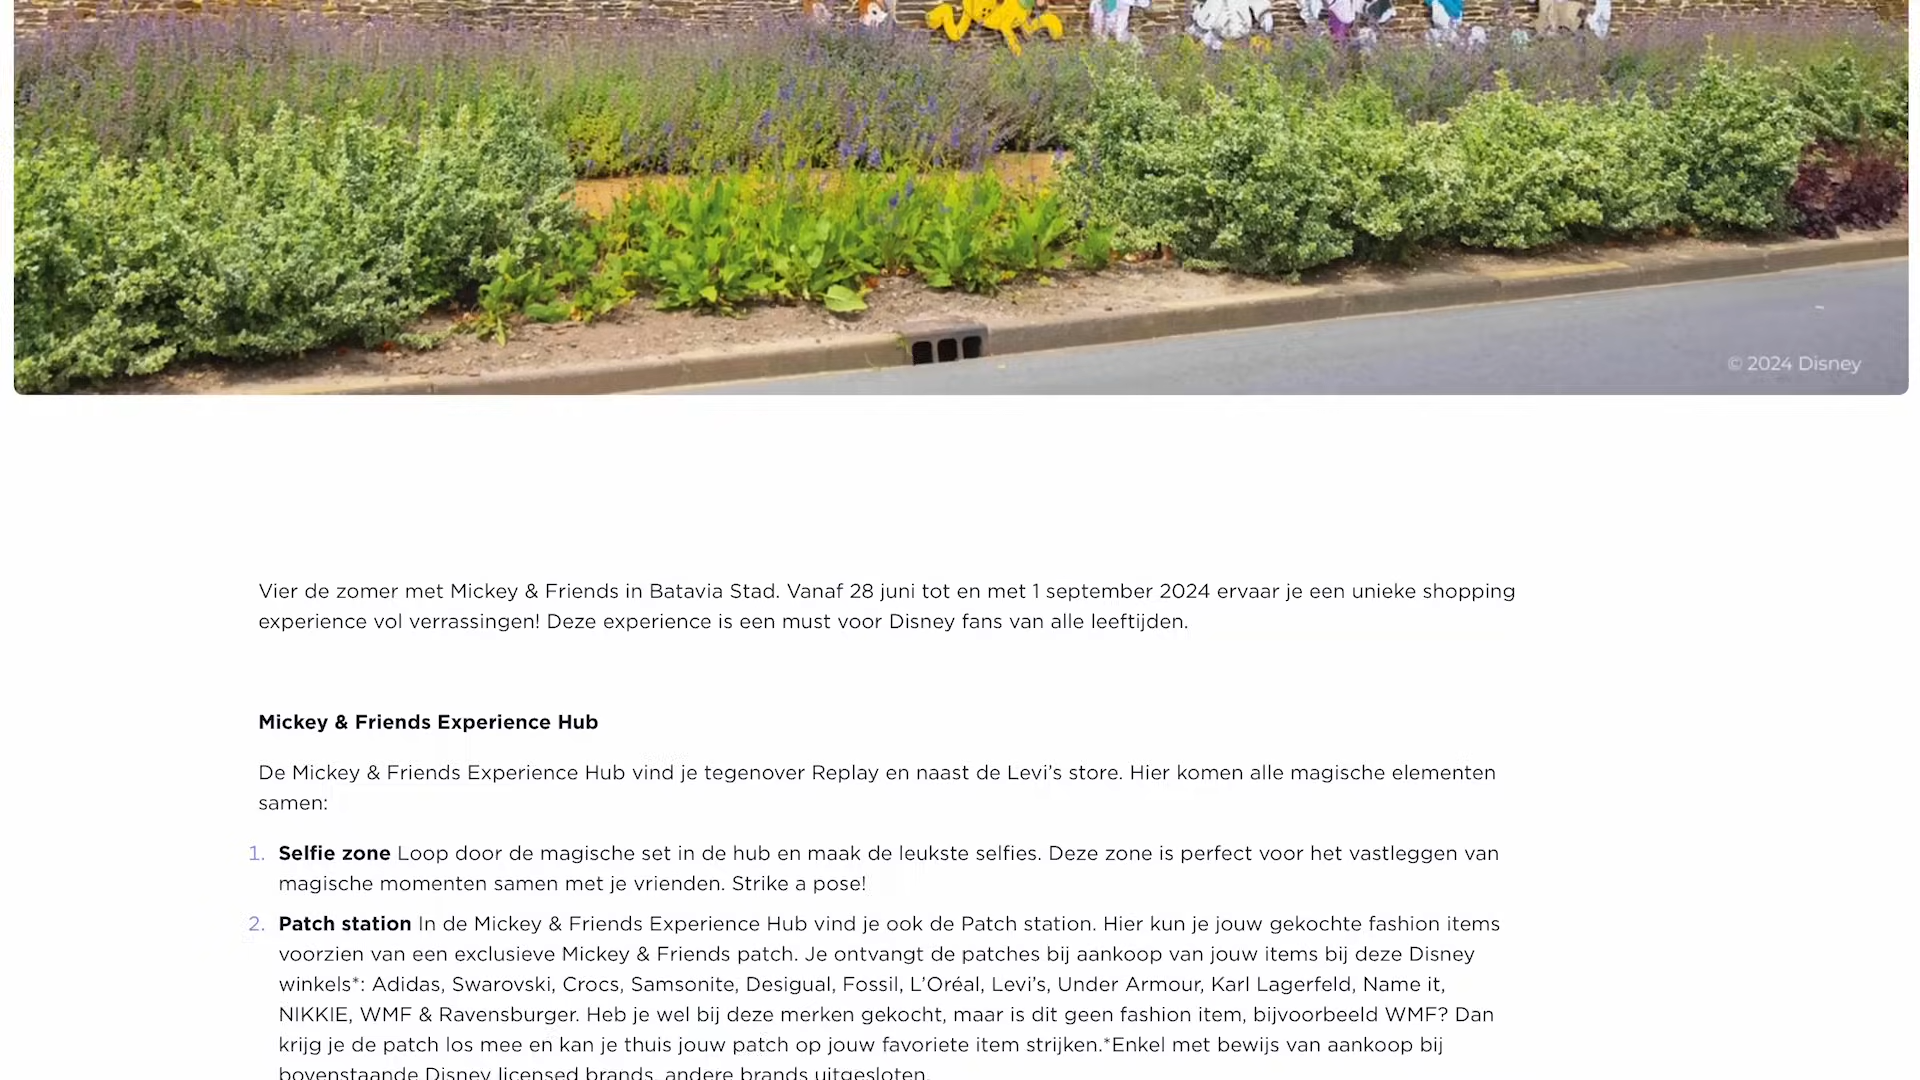 © 2024 Disney
Vier de zomer met Mickey & Friends in Batavia Stad. Vanaf 28 juni tot en met 1 september 2024 ervaar je een unieke shopping
experience vol verrassingen! Deze experience is een must voor Disney fans van alle leeftijden.
Mickey & Friends Experience Hub
De Mickey & Friends Experience Hub vind je tegenover Replay en naast de Levi’s store. Hier komen alle magische elementen
samen:
1. Selfie zone Loop door de magische set in de hub en maak de leukste selfies. Deze zone is perfect voor het vastleggen van
magische momenten samen met je vrienden. Strike a pose!
2. Patch station In de Mickey & Friends Experience Hub vind je ook de Patch station. Hier kun je jouw gekochte fashion items
voorzien van een exclusieve Mickey & Friends patch. Je ontvangt de patches bij aankoop van jouw items bij deze Disney
winkels*: Adidas, Swarovski, Crocs, Samsonite, Desigual, Fossil, L’Oréal, Levi’s, Under Armour, Karl Lagerfeld, Name it,
NIKKIE, WMF & Ravensburger. Heb je wel bij deze merken gekocht, maar is dit geen fashion item, bijvoorbeeld WMF? Dan
krijg je de patch los mee en kan je thuis jouw patch op jouw favoriete item strijken.*Enkel met bewijs van aankoop bij
bovenstaande Disney licensed brands, andere brands uitgesloten.